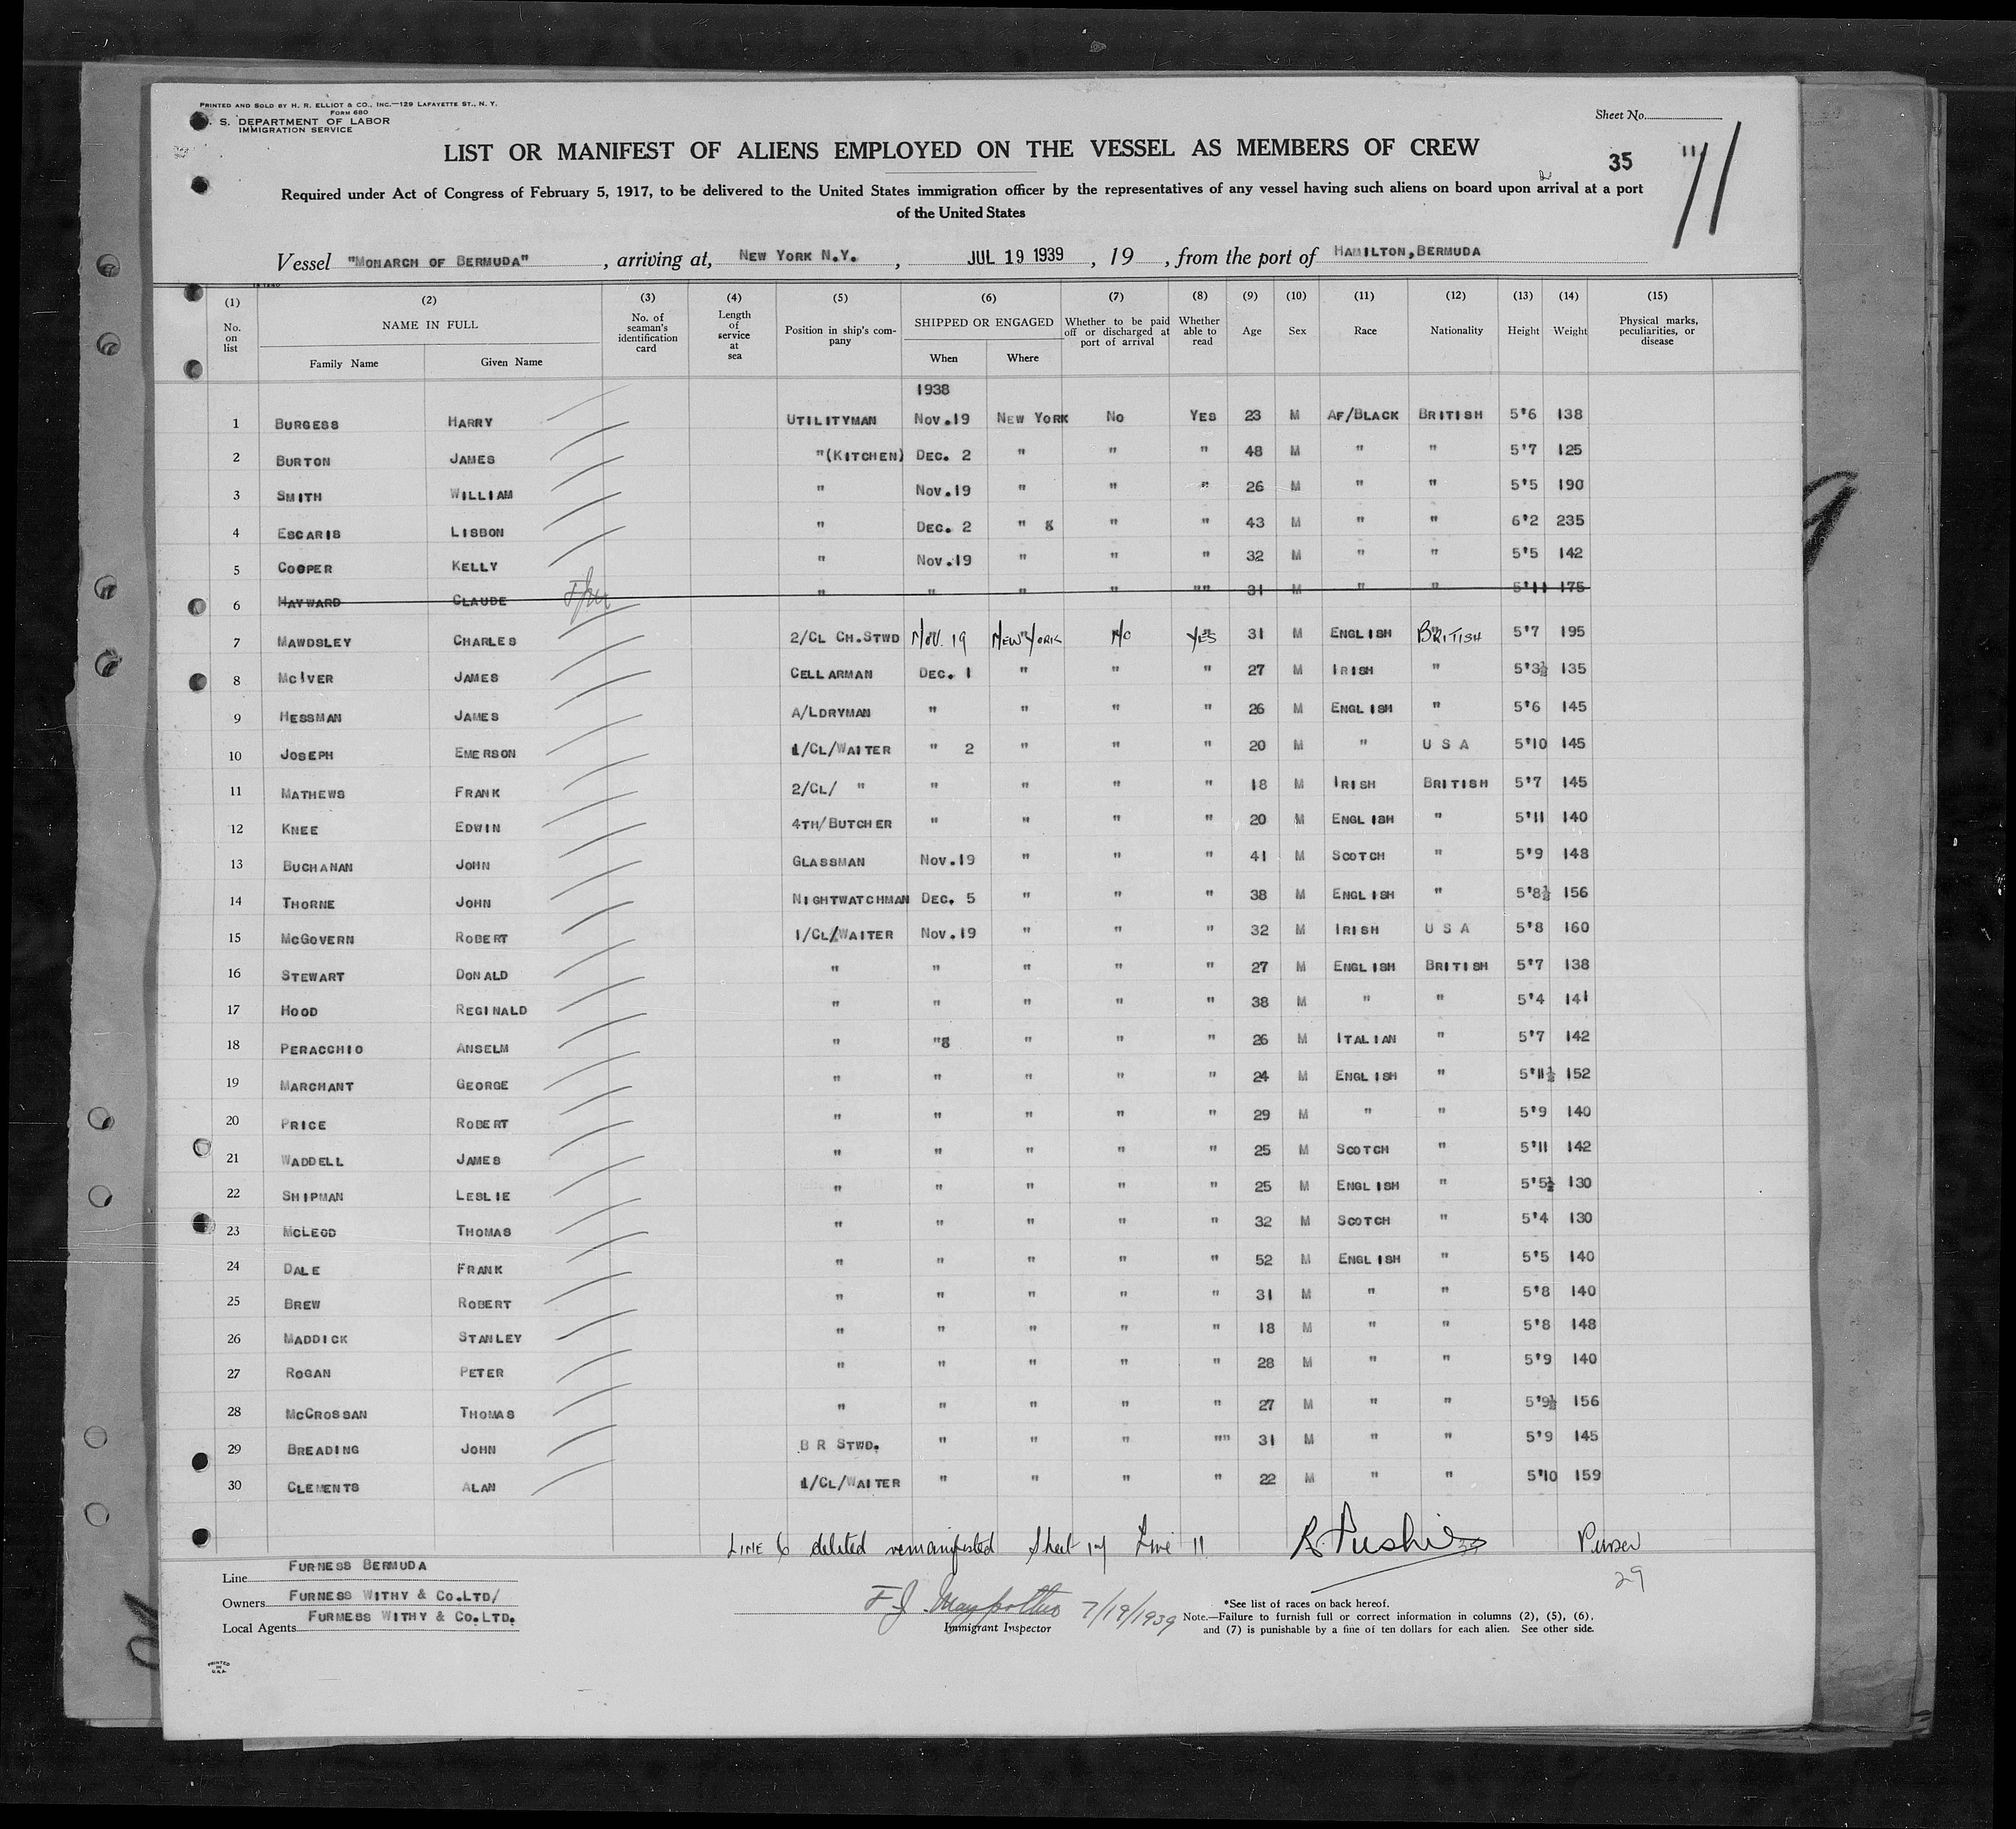 PRINTED AND SOLD BY H. R. ELLIOT & CO., INC.—129 LAFAYETTE ST., N. Y.
FORM 680
S. DEPARTMENT OF LABOR
IMMIGRATION SERVICE
Sheet No.
LIST OR MANIFEST OF ALIENS EMPLOYED ON THE VESSEL AS MEMBERS OF CREW
35 11
Required under Act of Congress of February 5, 1917, to be delivered to the United States immigration officer by the representatives of any vessel having such aliens on board upon arrival at a port
of the United States
Vessel "MONARCH OF BERMUDA", arriving at, NEW YORK N.Y., JUL 19 1939, 19 , from the port of HAMILTON,BERMUDA
(1) (2) (3) (4) (5) (6) (7) (8) (9) (10) (11) (12) (13) (14) (15)
No. on list NAME IN FULL Family Name Given Name No. of seaman's identification card Length of service at sea Position in ship's company SHIPPED OR ENGAGED When Where Whether to be paid off or discharged at port of arrival Whether able to read Age Sex Race Nationality Height Weight Physical marks, peculiarities, or disease
1938
1 BURGESS HARRY UTILITYMAN NOV.19 NEW YORK NO YES 23 M AF/BLACK BRITISH 5'6 138
2 BURTON JAMES "(KITCHEN) DEC. 2 " " " 48 M " " 5'7 125
3 SMITH WILLIAM " NOV.19 " " " 26 M " " 5'5 190
4 ESCARIS LISBON " DEC. 2 " " " 43 M " " 6'2 235
5 COOPER KELLY " NOV.19 " " " 32 M " " 5'5 142
6 HAYWARD CLAUDE " " " " "" 31 M " " 5'11 175
7 MAWDSLEY CHARLES 2/CL CH.STWD NOV. 19 NEW YORK NO YES 31 M ENGLISH BRITISH 5'7 195
8 MCIVER JAMES CELLARMAN DEC. 1 " " " 27 M IRISH " 5'3½ 135
9 HESSMAN JAMES A/LDRYMAN " " " " 26 M ENGLISH " 5'6 145
10 JOSEPH EMERSON 1/CL/WAITER " 2 " " " 20 M " U S A 5'10 145
11 MATHEWS FRANK 2/CL/ " " " " " 18 M IRISH BRITISH 5'7 145
12 KNEE EDWIN 4TH/BUTCHER " " " " 20 M ENGLISH " 5'11 140
13 BUCHANAN JOHN GLASSMAN NOV.19 " " " 41 M SCOTCH " 5'9 148
14 THORNE JOHN NIGHTWATCHMAN DEC. 5 " " " 38 M ENGLISH " 5'8½ 156
15 MCGOVERN ROBERT 1/CL/WAITER NOV.19 " " " 32 M IRISH U S A 5'8 160
16 STEWART DONALD " " " " " 27 M ENGLISH BRITISH 5'7 138
17 HOOD REGINALD " " " " " 38 M " " 5'4 141
18 PERACCHIO ANSELM " "8 " " " 26 M ITALIAN " 5'7 142
19 MARCHANT GEORGE " " " " " 24 M ENGLISH " 5'11½ 152
20 PRICE ROBERT " " " " " 29 M " " 5'9 140
21 WADDELL JAMES " " " " " 25 M SCOTCH " 5'11 142
22 SHIPMAN LESLIE " " " " " 25 M ENGLISH " 5'5½ 130
23 MCLEOD THOMAS " " " " " 32 M SCOTCH " 5'4 130
24 DALE FRANK " " " " " 52 M ENGLISH " 5'5 140
25 BREW ROBERT " " " " " 31 M " " 5'8 140
26 MADDICK STANLEY " " " " " 18 M " " 5'8 148
27 ROGAN PETER " " " " " 28 M " " 5'9 140
28 MCCROSSAN THOMAS " " " " " 27 M " " 5'9½ 156
29 BREADING JOHN B R STWD. " " " "" 31 M " " 5'9 145
30 CLEMENTS ALAN 1/CL/WAITER " " " " 22 M " " 5'10 159
LINE 6 deleted remanifested Sheet Line 11 Purser
29
Line FURNESS BERMUDA
Owners FURNESS WITHY & CO.LTD/
Local Agents FURMESS WITHY & CO.LTD.
7/19/1939
Immigrant Inspector
*See list of races on back hereof.
Note.—Failure to furnish full or correct information in columns (2), (5), (6),
and (7) is punishable by a fine of ten dollars for each alien. See other side.
PRINTED
IN
U.S.A.